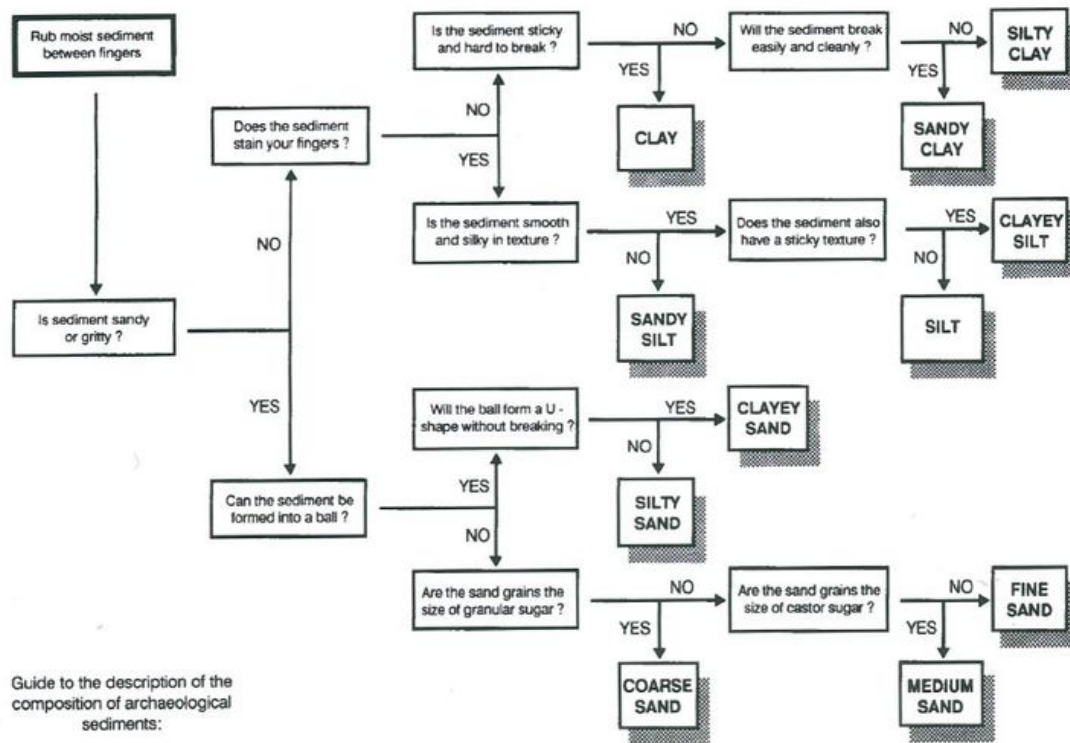 Rub moist sediment
between fingers
Is sediment sandy
or gritty ?
NO
YES
Does the sediment
stain your fingers ?
NO
YES
Is the sediment sticky
and hard to break ?
NO
YES
CLAY
Will the sediment break
easily and cleanly ?
NO
YES
SILTY
CLAY
SANDY
CLAY
Is the sediment smooth
and silky in texture ?
YES
NO
SANDY
SILT
Does the sediment also
have a sticky texture ?
YES
NO
CLAYEY
SILT
SILT
Can the sediment be
formed into a ball ?
YES
NO
Will the ball form a U -
shape without breaking ?
YES
NO
CLAYEY
SAND
SILTY
SAND
Are the sand grains the
size of granular sugar ?
NO
YES
COARSE
SAND
Are the sand grains the
size of castor sugar ?
NO
YES
FINE
SAND
MEDIUM
SAND
Guide to the description of the
composition of archaeological
sediments: